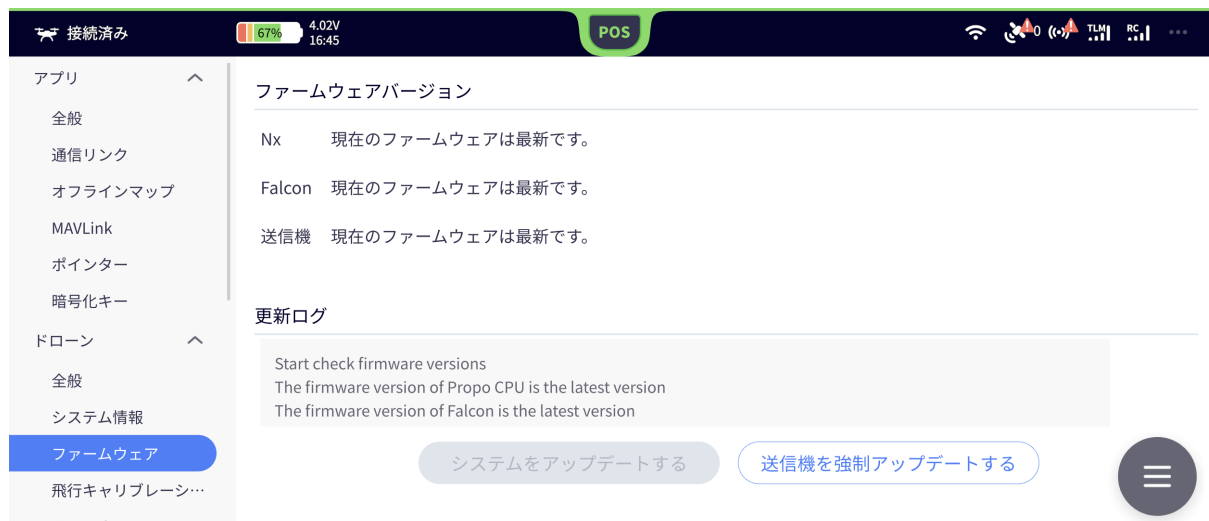 接続済み
67%
4.02V
16:45
POS
0
TLM
RC
アプリ
全般
通信リンク
オフラインマップ
MAVLink
ポインター
暗号化キー
ドローン
全般
システム情報
ファームウェア
飛行キャリブレーシ…
ファームウェアバージョン
Nx 現在のファームウェアは最新です。
Falcon 現在のファームウェアは最新です。
送信機 現在のファームウェアは最新です。
更新ログ
Start check firmware versions
The firmware version of Propo CPU is the latest version
The firmware version of Falcon is the latest version
システムをアップデートする
送信機を強制アップデートする